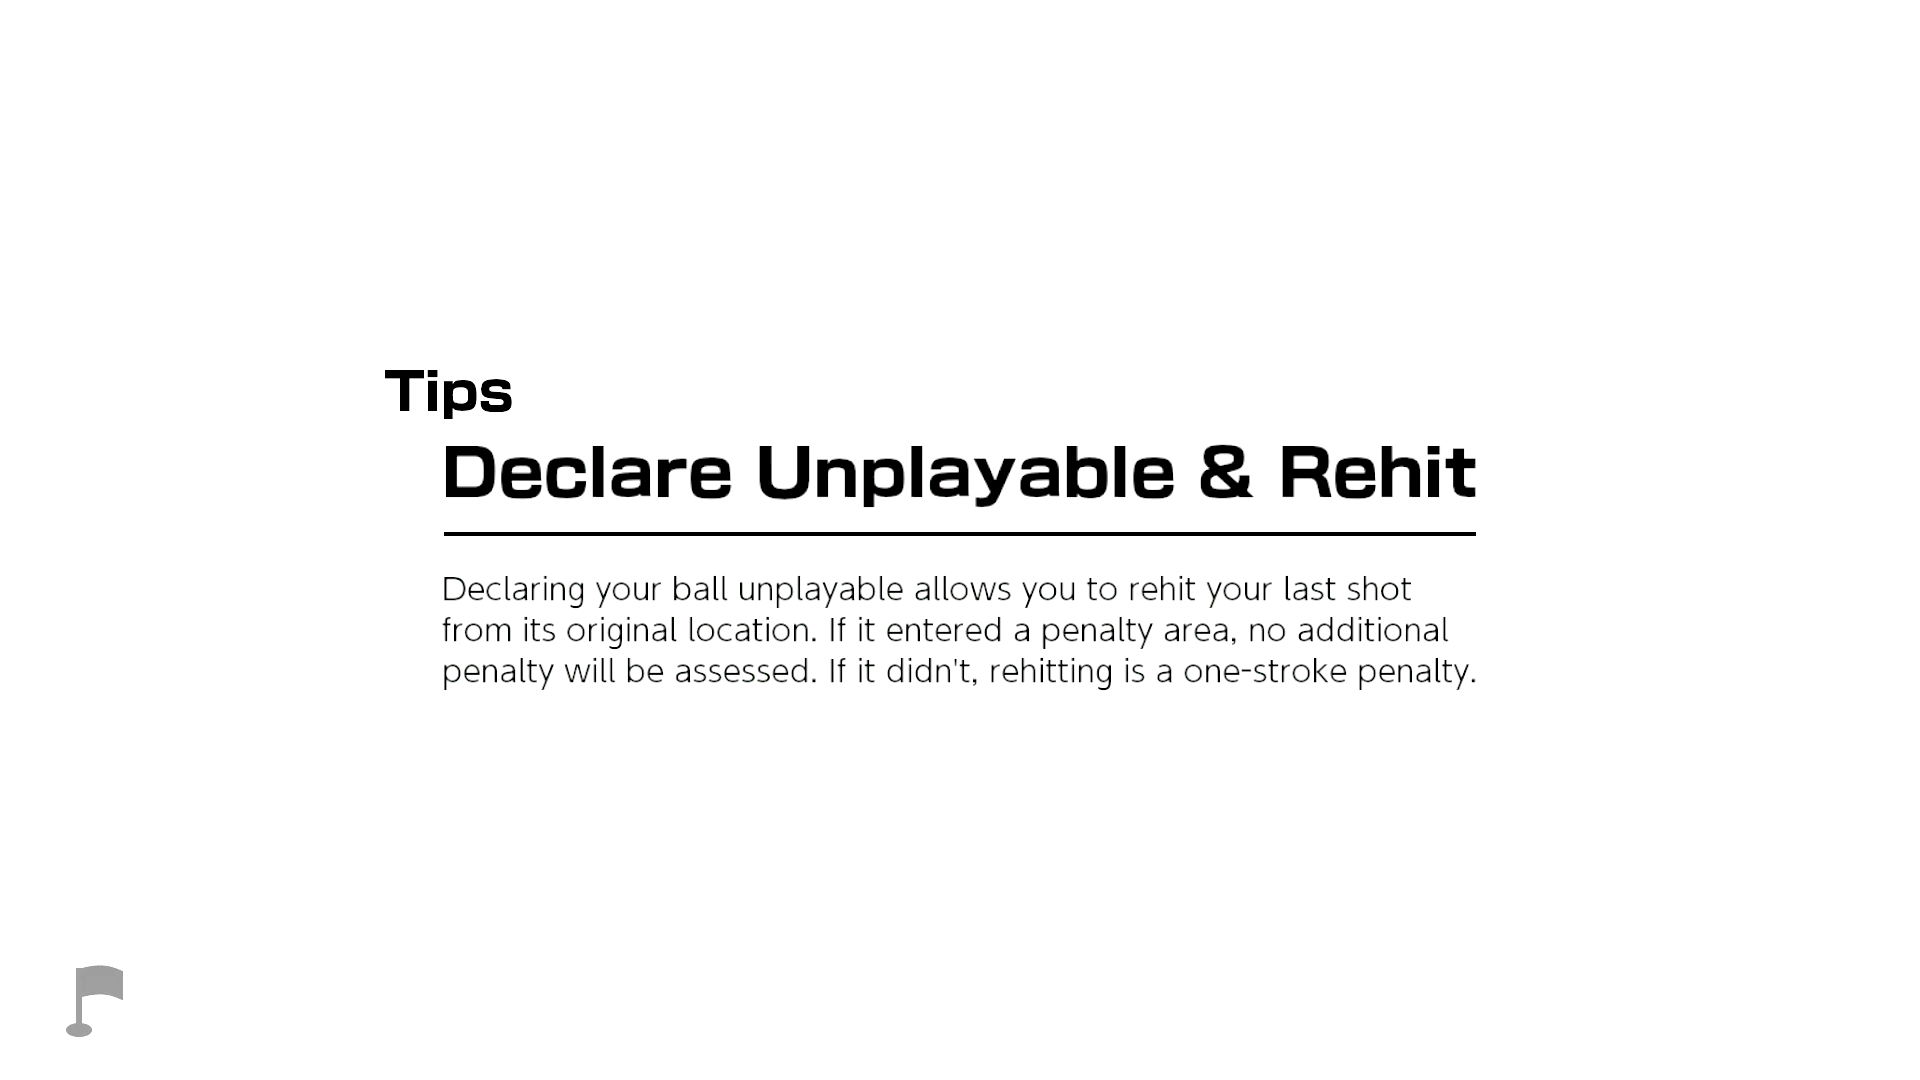 Tips
Declare Unplayable & Rehit
Declaring your ball unplayable allows you to rehit your last shot
from its original location. If it entered a penalty area, no additional
penalty will be assessed. If it didn't, rehitting is a one-stroke penalty.